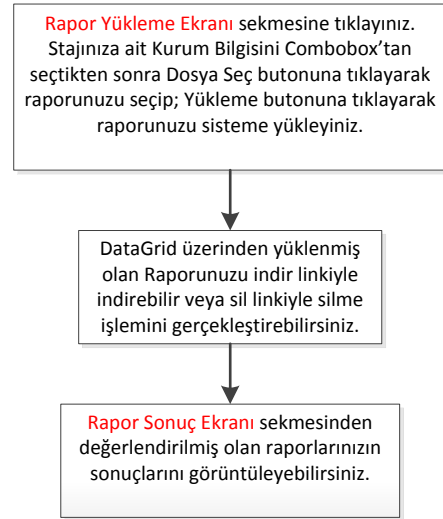 Rapor Yükleme Ekranı sekmesine tıklayınız.
Stajınıza ait Kurum Bilgisini Combobox’tan
seçtikten sonra Dosya Seç butonuna tıklayarak
raporunuzu seçip; Yükleme butonuna tıklayarak
raporunuzu sisteme yükleyiniz.
DataGrid üzerinden yüklenmiş
olan Raporunuzu indir linkiyle
indirebilir veya sil linkiyle silme
işlemini gerçekleştirebilirsiniz.
Rapor Sonuç Ekranı sekmesinden
değerlendirilmiş olan raporlarınızın
sonuçlarını görüntüleyebilirsiniz.